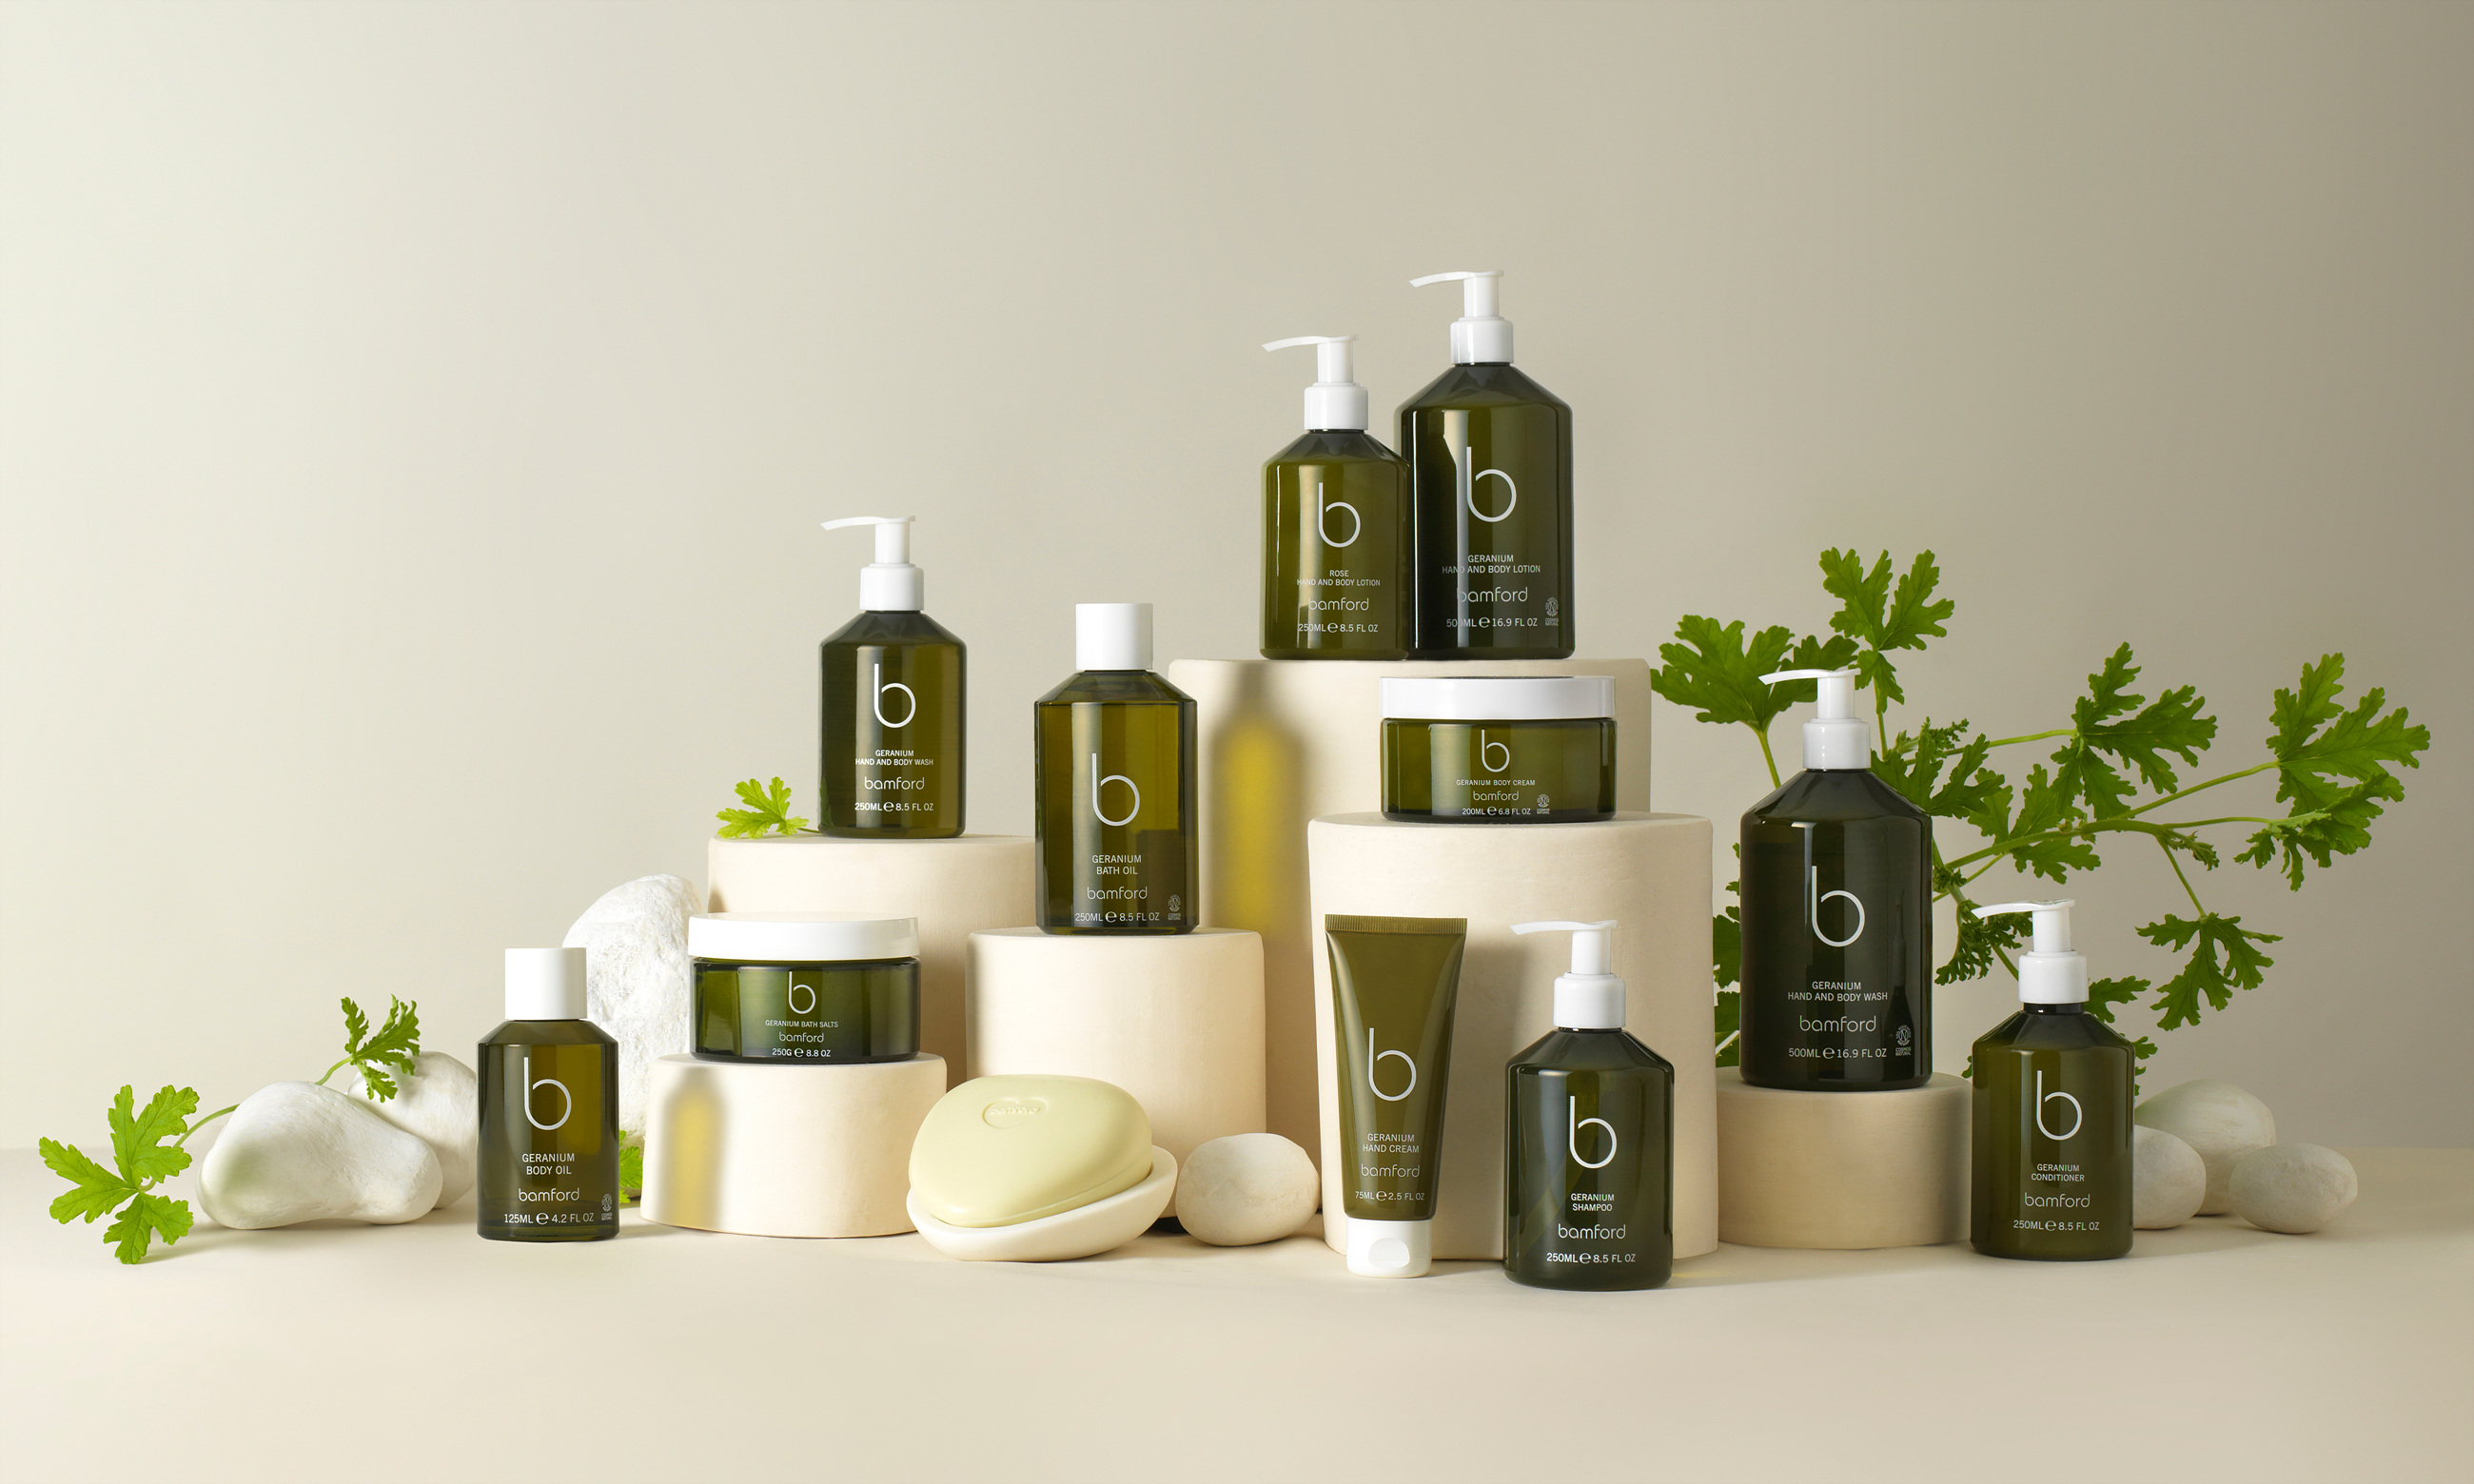 b
ROSE
HAND AND BODY LOTION
bamford
250ML e 8.5 FL OZ
b
GERANIUM
HAND AND BODY LOTION
bamford
500ML e 16.9 FL OZ
b
GERANIUM
HAND AND BODY WASH
bamford
250ML e 8.5 FL OZ
b
GERANIUM
BATH OIL
bamford
250ML e 8.5 FL OZ
b
GERANIUM BODY CREAM
bamford
200ML e 6.8 FL OZ
b
GERANIUM
HAND AND BODY WASH
bamford
500ML e 16.9 FL OZ
b
GERANIUM
BODY OIL
bamford
125ML e 4.2 FL OZ
b
GERANIUM BATH SALTS
bamford
250G e 8.8 OZ
b
GERANIUM
HAND CREAM
bamford
75ML e 2.5 FL OZ
b
GERANIUM
SHAMPOO
bamford
250ML e 8.5 FL OZ
b
GERANIUM
CONDITIONER
bamford
250ML e 8.5 FL OZ